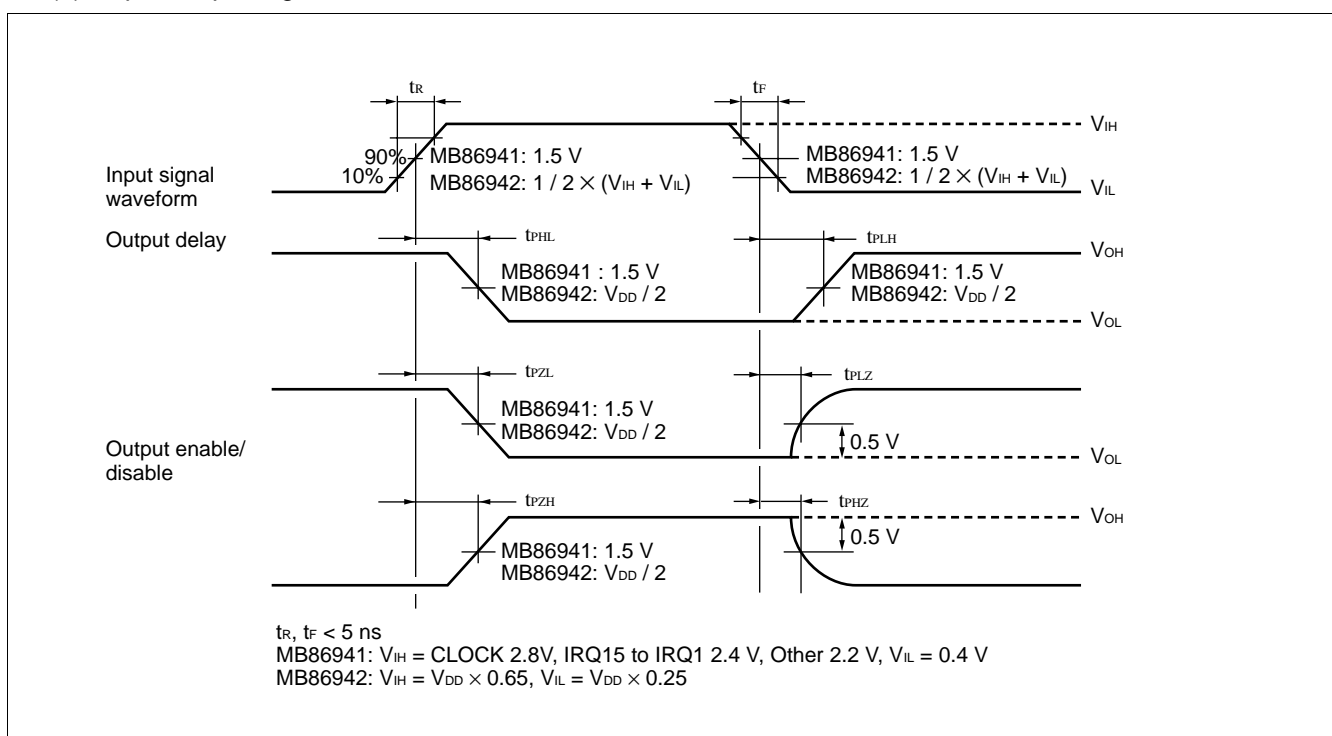 tR
tF
VIH
90%
MB86941: 1.5 V
MB86941: 1.5 V
Input signal
waveform
10%
MB86942: 1 / 2 × (VIH + VIL)
MB86942: 1 / 2 × (VIH + VIL)
VIL
Output delay
tPHL
tPLH
VOH
MB86941 : 1.5 V
MB86942: VDD / 2
MB86941: 1.5 V
MB86942: VDD / 2
VOL
tPZL
tPLZ
MB86941: 1.5 V
MB86942: VDD / 2
0.5 V
Output enable/
disable
VOL
tPZH
tPHZ
VOH
0.5 V
MB86941: 1.5 V
MB86942: VDD / 2
tR, tF < 5 ns
MB86941: VIH = CLOCK 2.8V, IRQ15 to IRQ1 2.4 V, Other 2.2 V, VIL = 0.4 V
MB86942: VIH = VDD × 0.65, VIL = VDD × 0.25